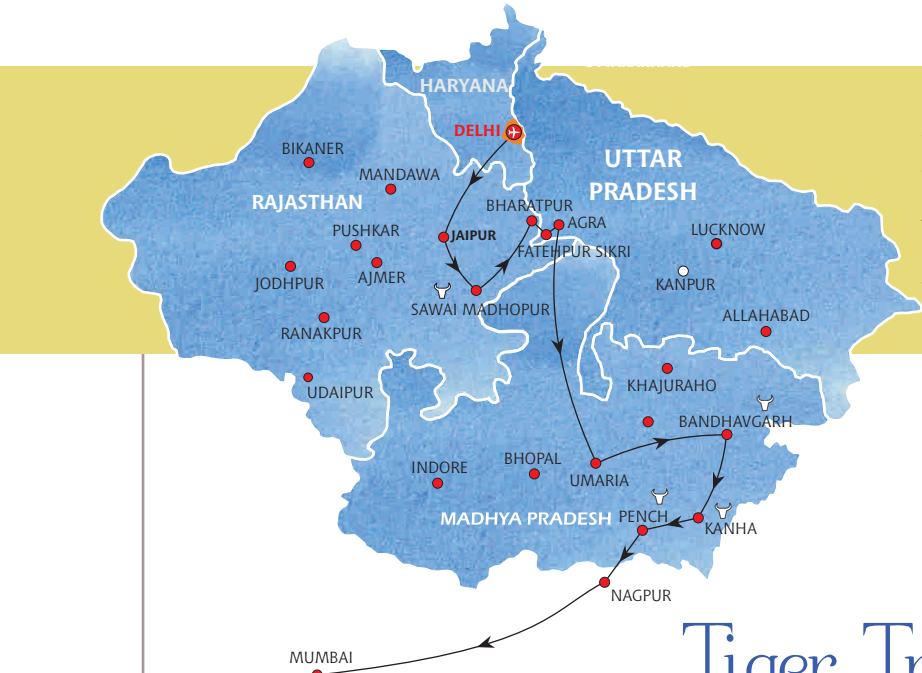 HARYANA
DELHI
BIKANER
UTTAR
PRADESH
MANDAWA
RAJASTHAN
BHARATPUR
AGRA
PUSHKAR
JAIPUR
LUCKNOW
FATEHPUR SIKRI
AJMER
JODHPUR
KANPUR
SAWAI MADHOPUR
ALLAHABAD
RANAKPUR
KHAJURAHO
UDAIPUR
BANDHAVGARH
BHOPAL
INDORE
UMARIA
MADHYA PRADESH
PENCH
KANHA
NAGPUR
Tiger
MUMBAI